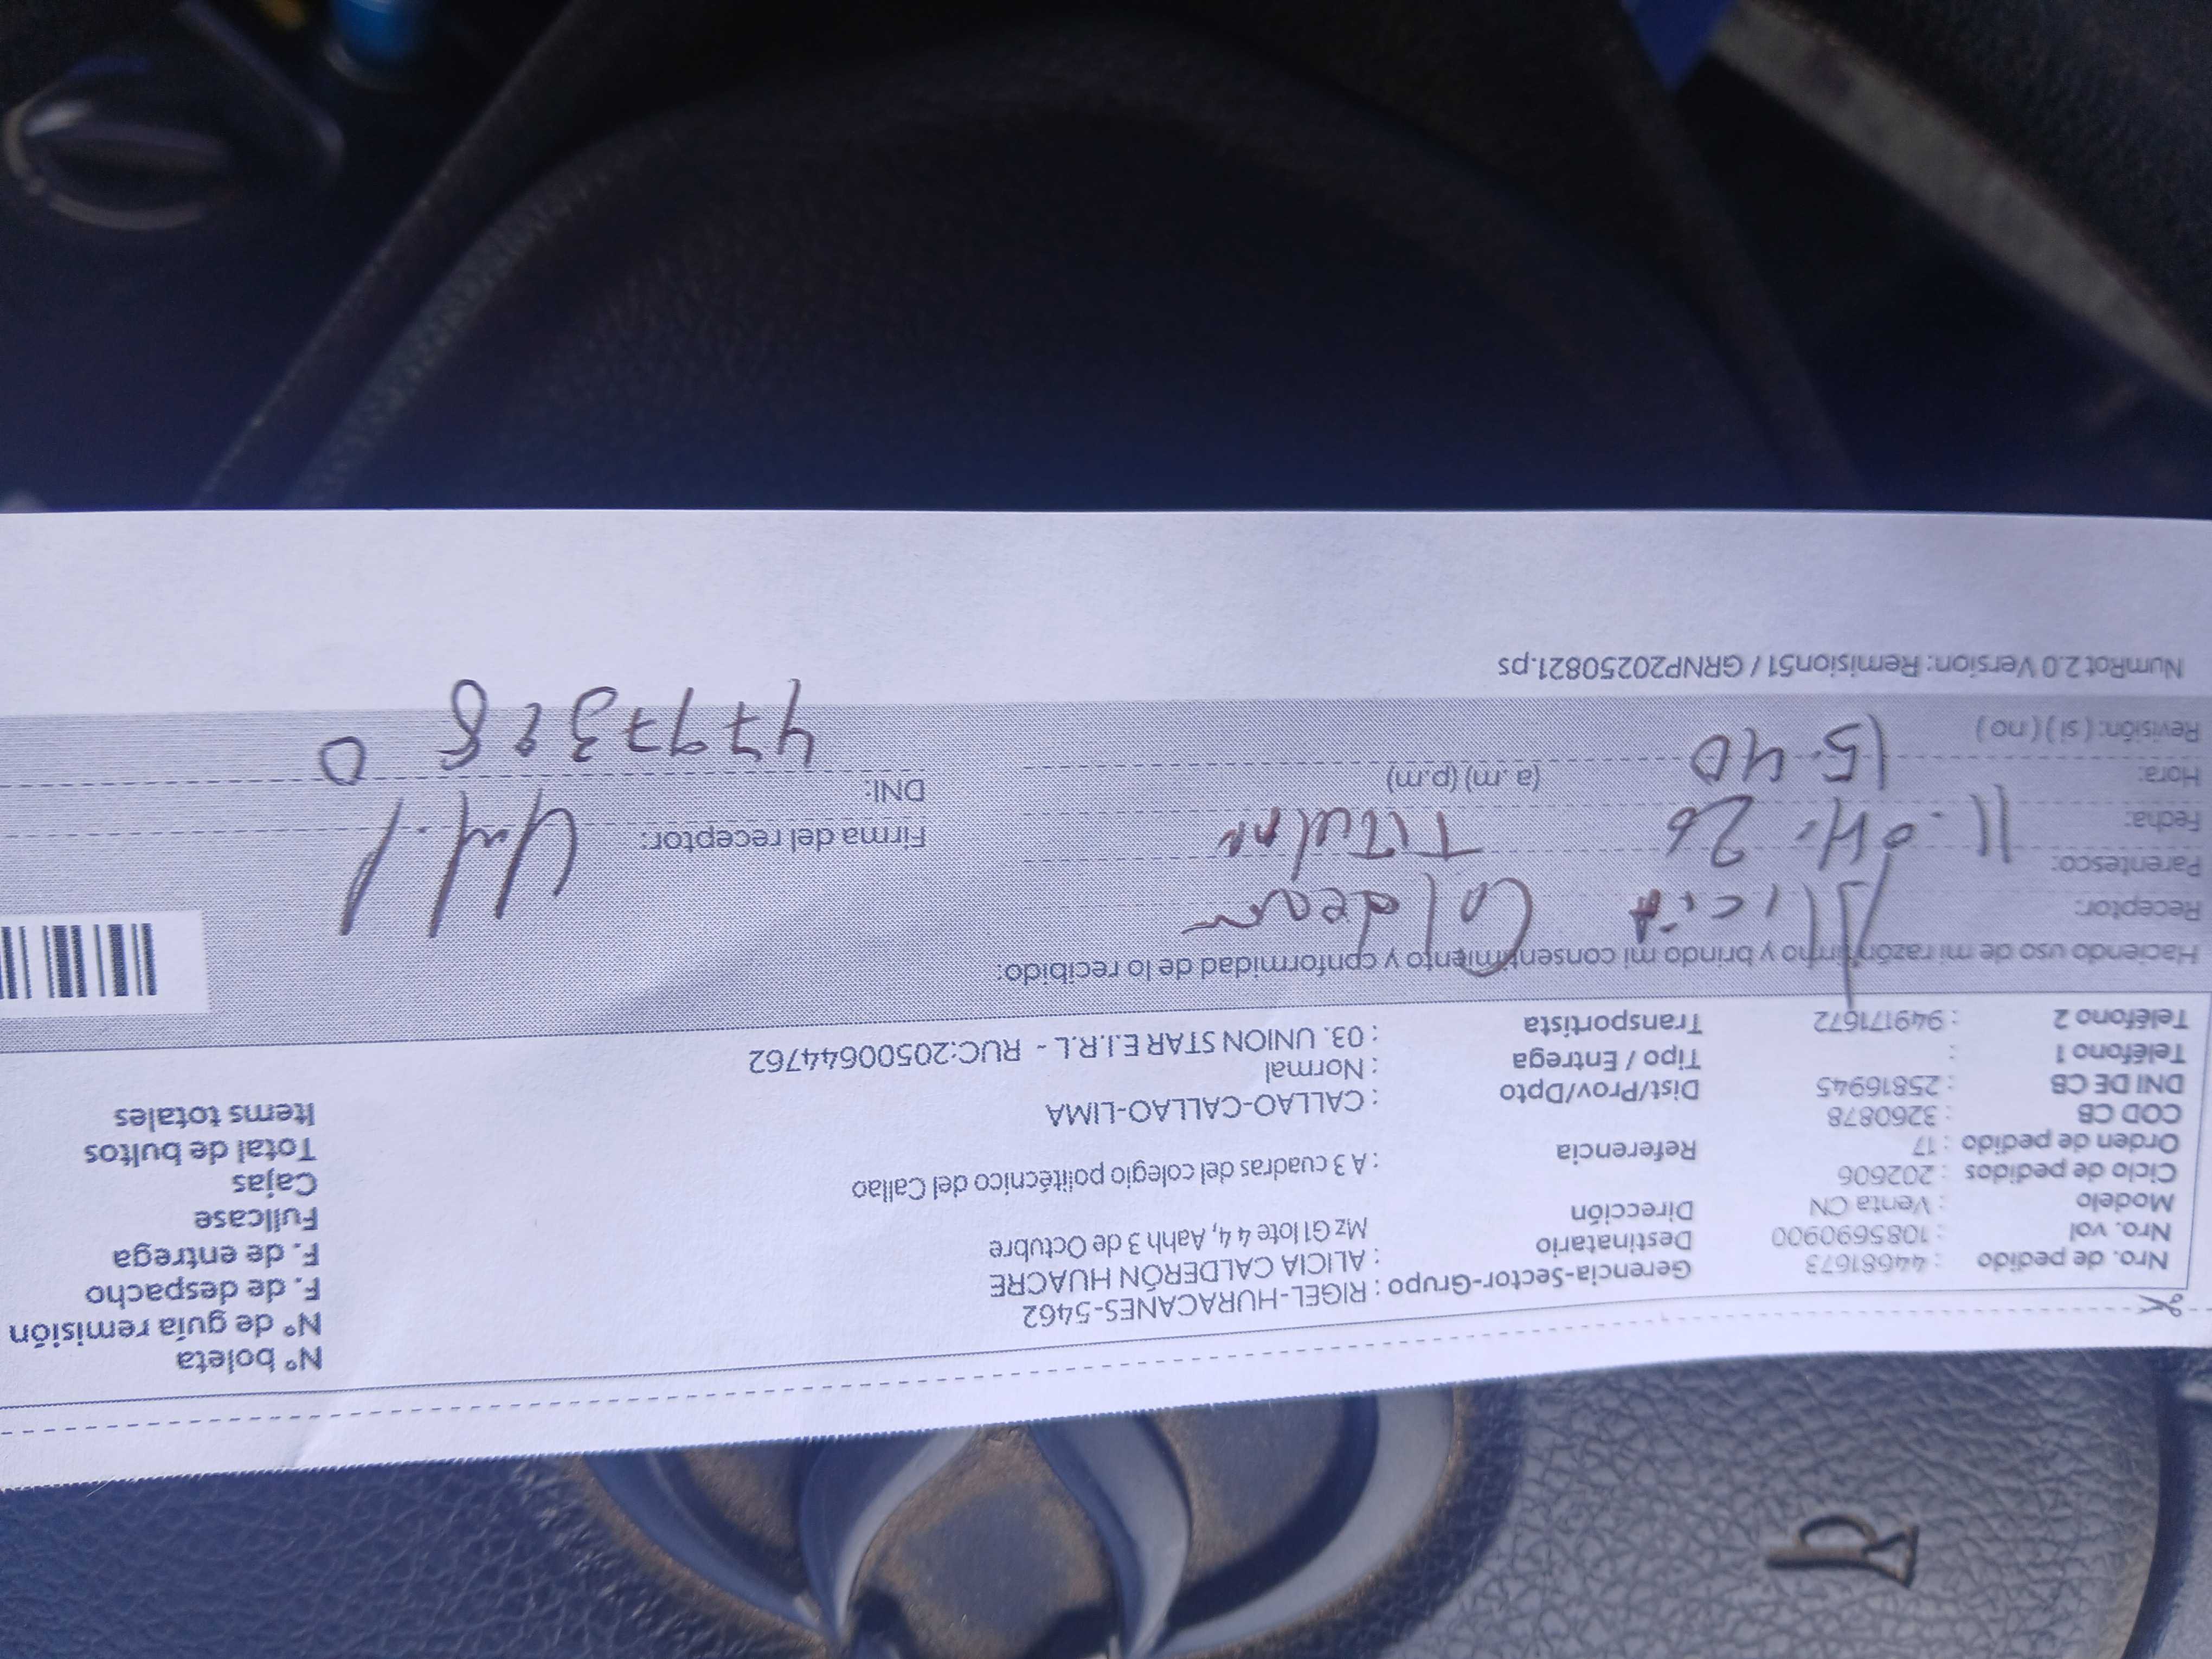 Nº boleta
Gerencia-Sector-Grupo : RIGEL-HURACANES-5462
Nº de guía remisión
Nro. de pedido : 44681673 Destinatario : ALICIA CALDERÓN HUACRE
F. de despacho
Nro. vol : 1085690900 Dirección Mz G1 lote 4 4, Aahh 3 de Octubre
F. de entrega
Modelo : Venta CN
Fullcase
Ciclo de pedidos : 202606 Referencia : A 3 cuadras del colegio politécnico del Callao
Cajas
Orden de pedido : 17
Total de bultos
COD CB : 3260878 Dist/Prov/Dpto : CALLAO-CALLAO-LIMA
Items totales
DNI DE CB : 25816945 Tipo / Entrega : Normal
Teléfono 1 : Transportista : 03. UNION STAR E.I.R.L - RUC:20500644762
Teléfono 2 : 949171672
Haciendo uso de mi razón firmo y brindo mi consentimiento y conformidad de lo recibido:
Receptor: Alicia
Parentesco: Titular
Firma del receptor:
Fecha: 11. 04. 26
DNI:
Hora: 15.40 (a.m) (p.m)
Revisión: ( si ) ( no )
NumRot 2.0 Version: Remision51 / GRNP20250821.ps